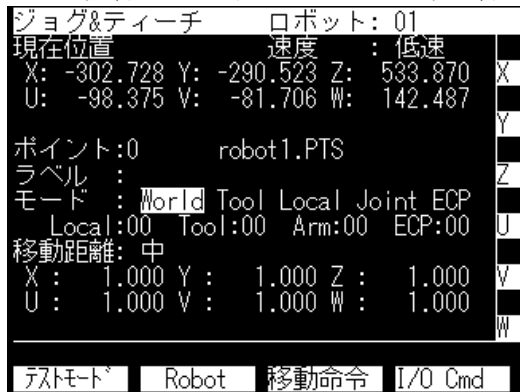 ジョグ&ティーチ ロボット: 01
現在位置 速度 : 低速
X: -302.728 Y: -290.523 Z: 533.870 X
U: -98.375 V: -81.706 W: 142.487
Y
ポイント:0 robot1.PTS
ラベル : Z
モード : World Tool Local Joint ECP
Local:00 Tool:00 Arm:00 ECP:00 U
移動距離: 中
X : 1.000 Y : 1.000 Z : 1.000 V
U : 1.000 V : 1.000 W : 1.000
W
ﾃｽﾄﾓｰﾄﾞ Robot 移動命令 I/O Cmd